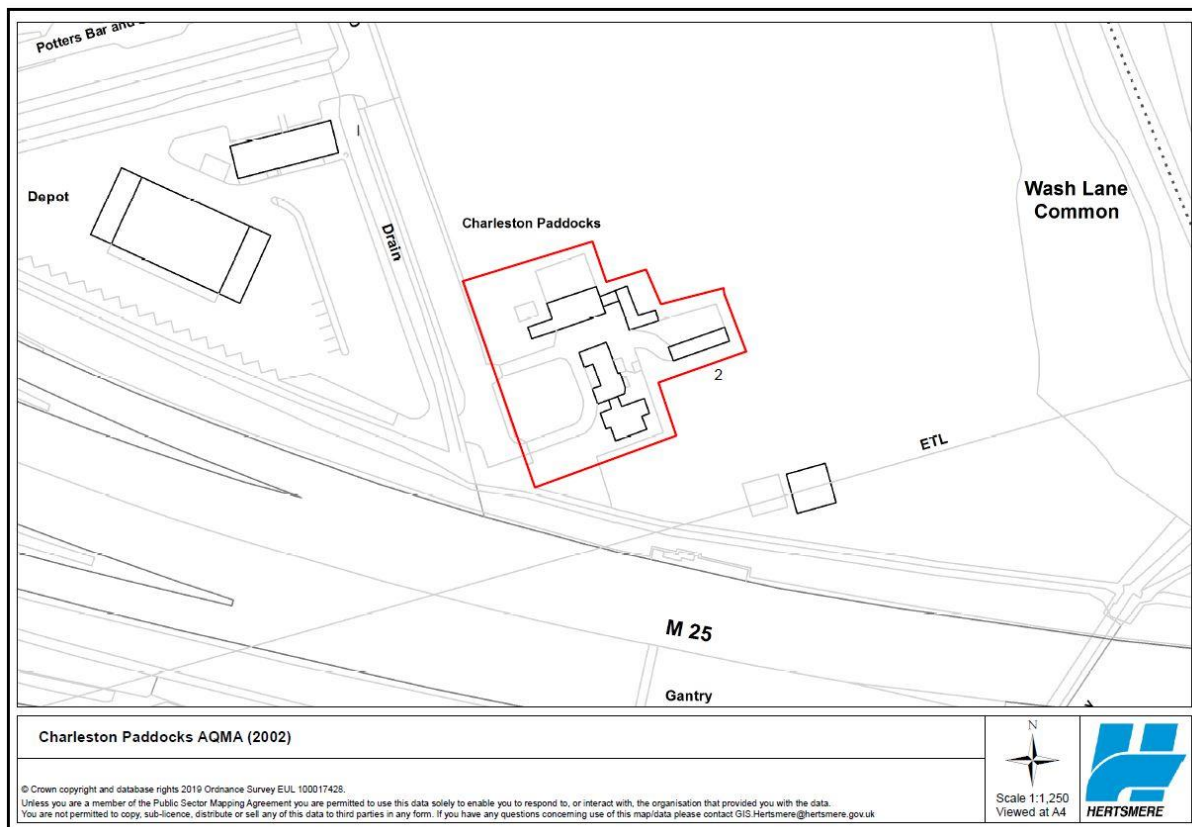 Potters Bar and
Depot
Drain
Charleston Paddocks
Wash Lane
Common
2
ETL
M 25
Gantry
Charleston Paddocks AQMA (2002)
© Crown copyright and database rights 2019 Ordnance Survey EUL 100017428.
Unless you are a member of the Public Sector Mapping Agreement you are permitted to use this data solely to enable you to respond to, or interact with, the organisation that provided you with the data.
You are not permitted to copy, sub-licence, distribute or sell any of this data to third parties in any form. If you have any questions concerning use of this map/data please contact GIS.Hertsmere@hertsmere.gov.uk
N
Scale 1:1,250
Viewed at A4
HERTSMERE